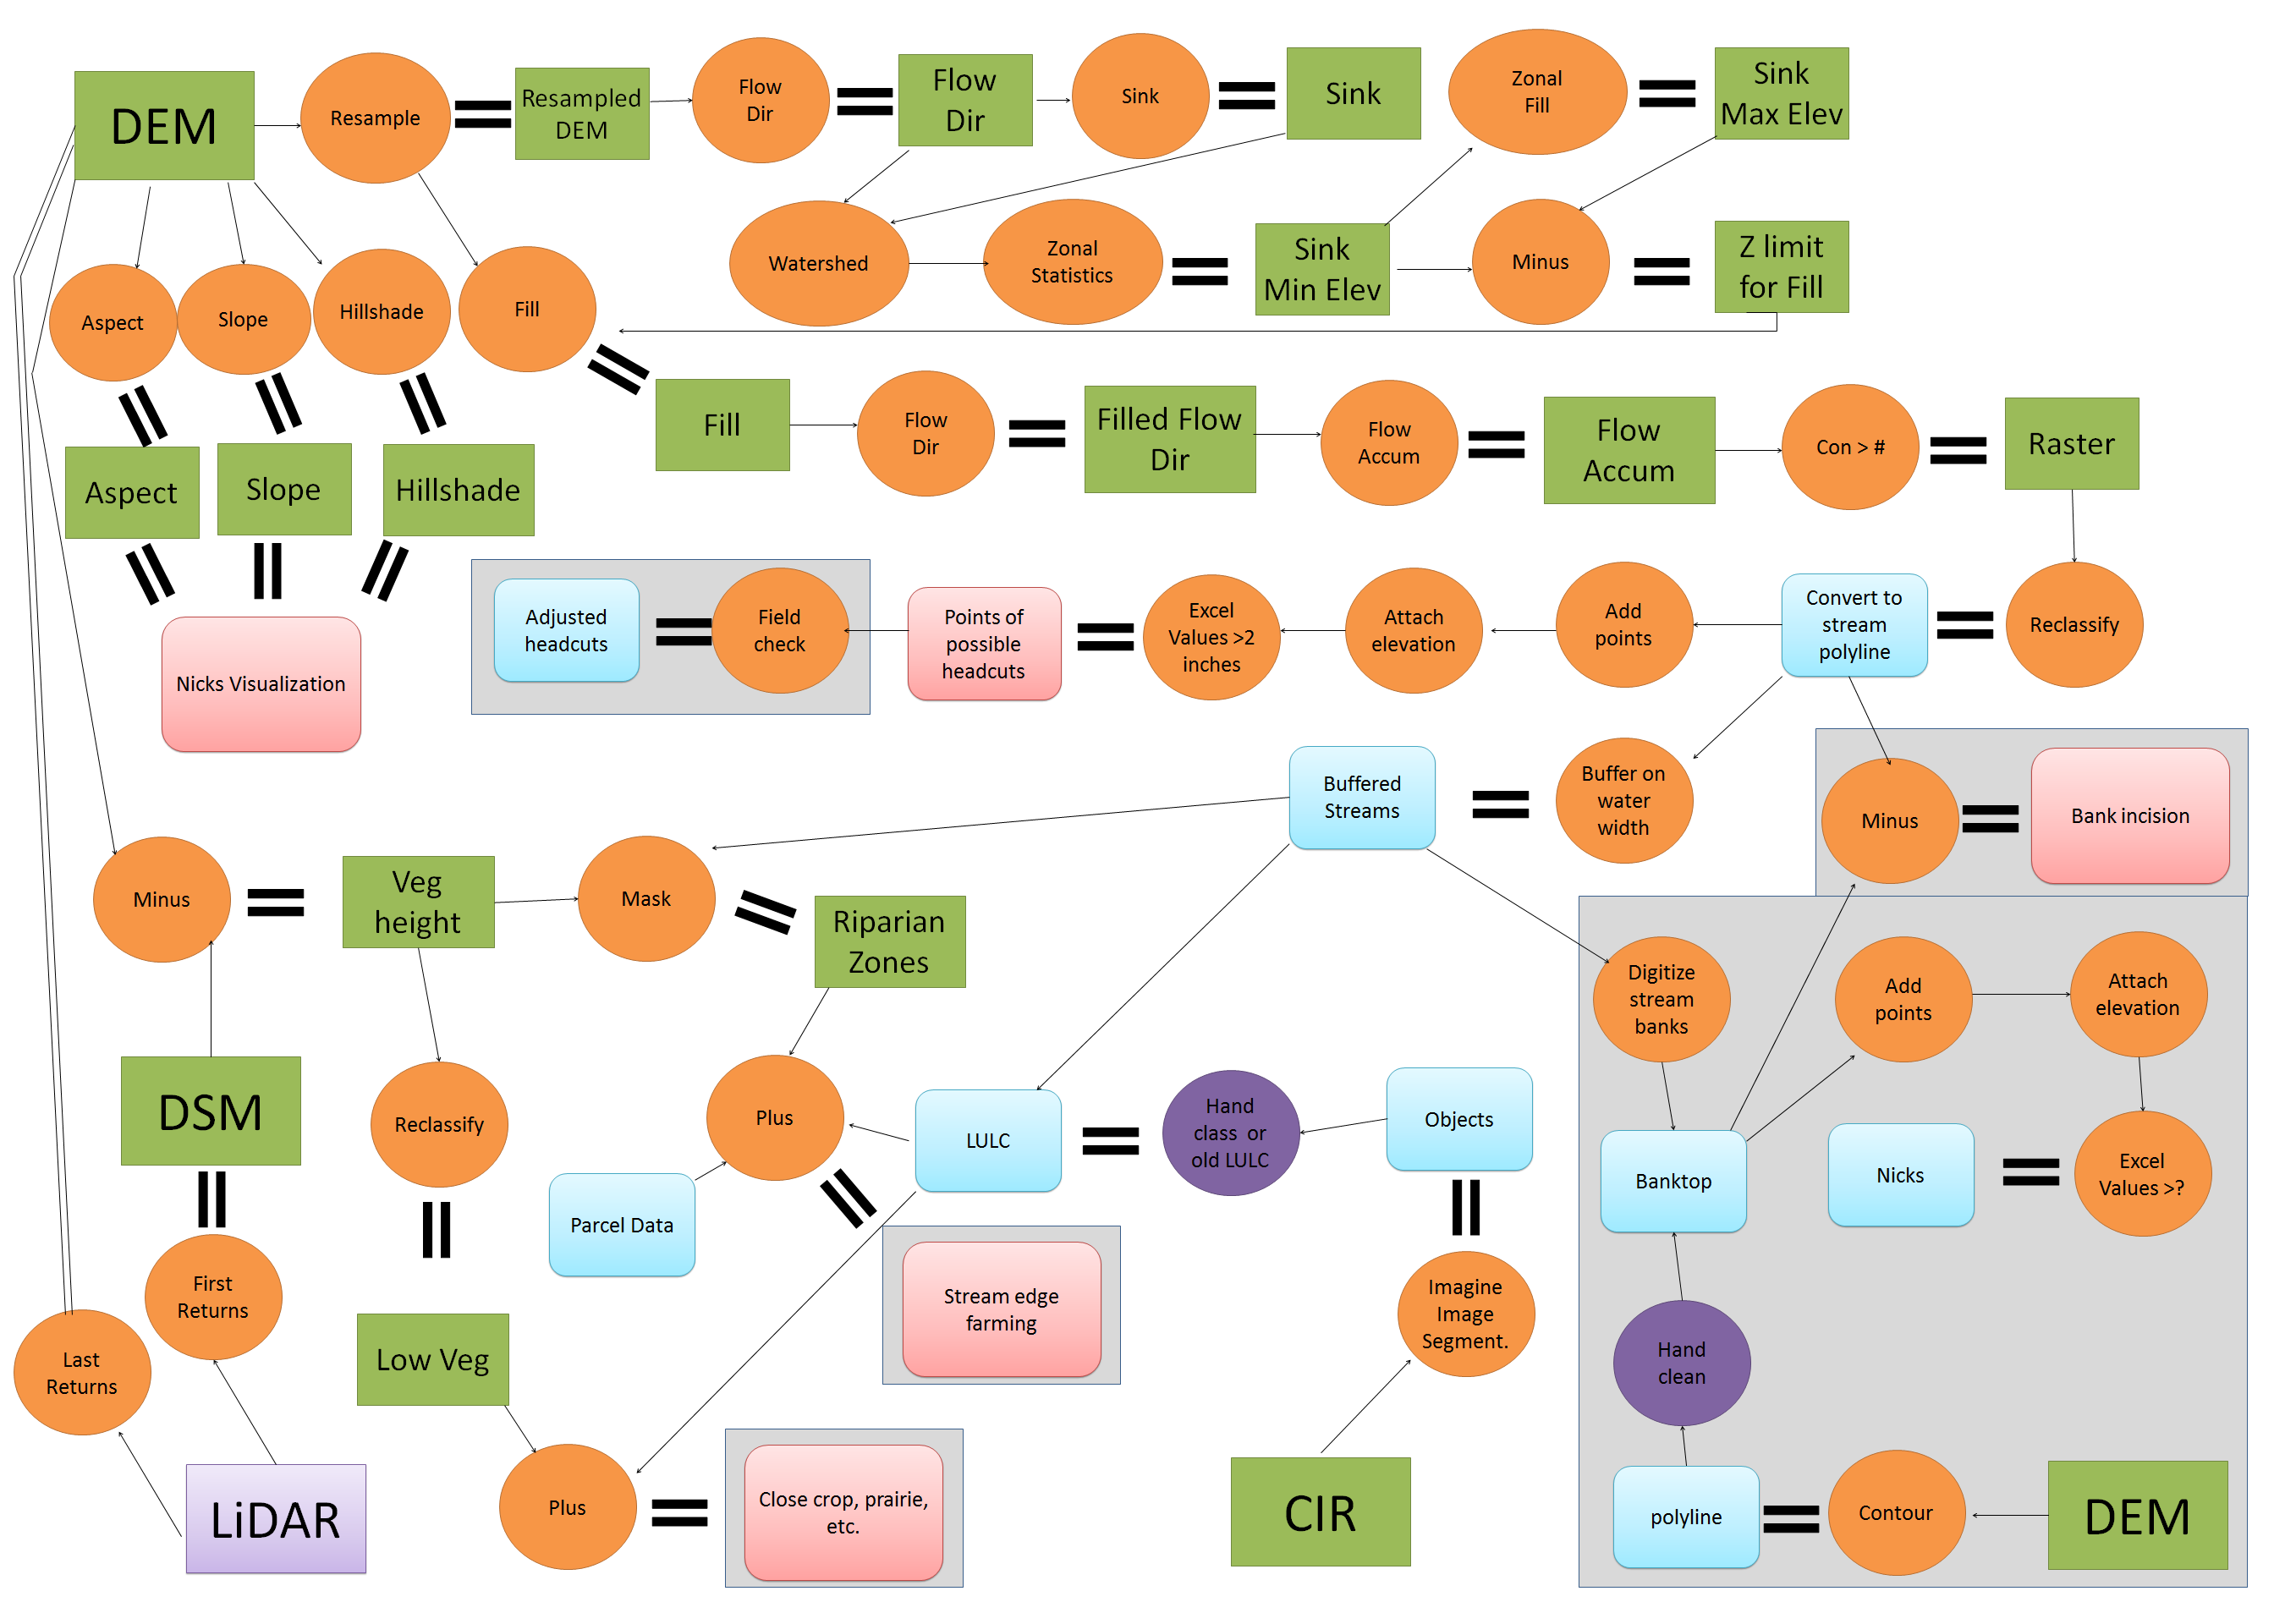 DEM
Resample
Resampled
DEM
Flow
Dir
Flow
Dir
Sink
Sink
Zonal
Fill
Sink
Max Elev
Watershed
Zonal
Statistics
Sink
Min Elev
Minus
Z limit
for Fill
Aspect
Slope
Hillshade
Fill
Fill
Flow
Dir
Filled Flow
Dir
Flow
Accum
Flow
Accum
Con > #
Raster
Aspect
Slope
Hillshade
Nicks Visualization
Adjusted
headcuts
Field
check
Points of
possible
headcuts
Excel
Values >2
inches
Attach
elevation
Add
points
Convert to
stream
polyline
Reclassify
Buffered
Streams
Buffer on
water
width
Minus
Bank incision
Minus
Veg
height
Mask
Riparian
Zones
Digitize
stream
banks
Add
points
Attach
elevation
DSM
Reclassify
Plus
LULC
Hand
class  or
old LULC
Objects
Parcel Data
Banktop
Nicks
Excel
Values >?
First
Returns
Stream edge
farming
Imagine
Image
Segment.
Last
Returns
Low Veg
Hand
clean
LiDAR
Plus
Close crop, prairie,
etc.
CIR
polyline
Contour
DEM